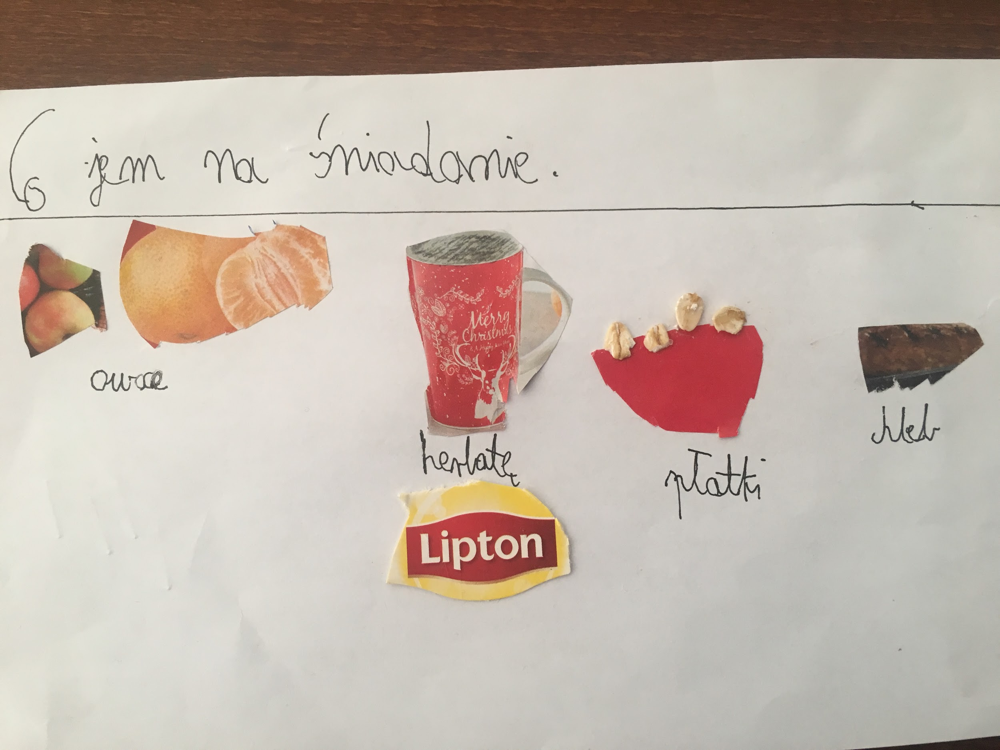 Co jem na śniadanie.
owoce
Merry
Christmas
herbatę
płatki
chleb
Lipton